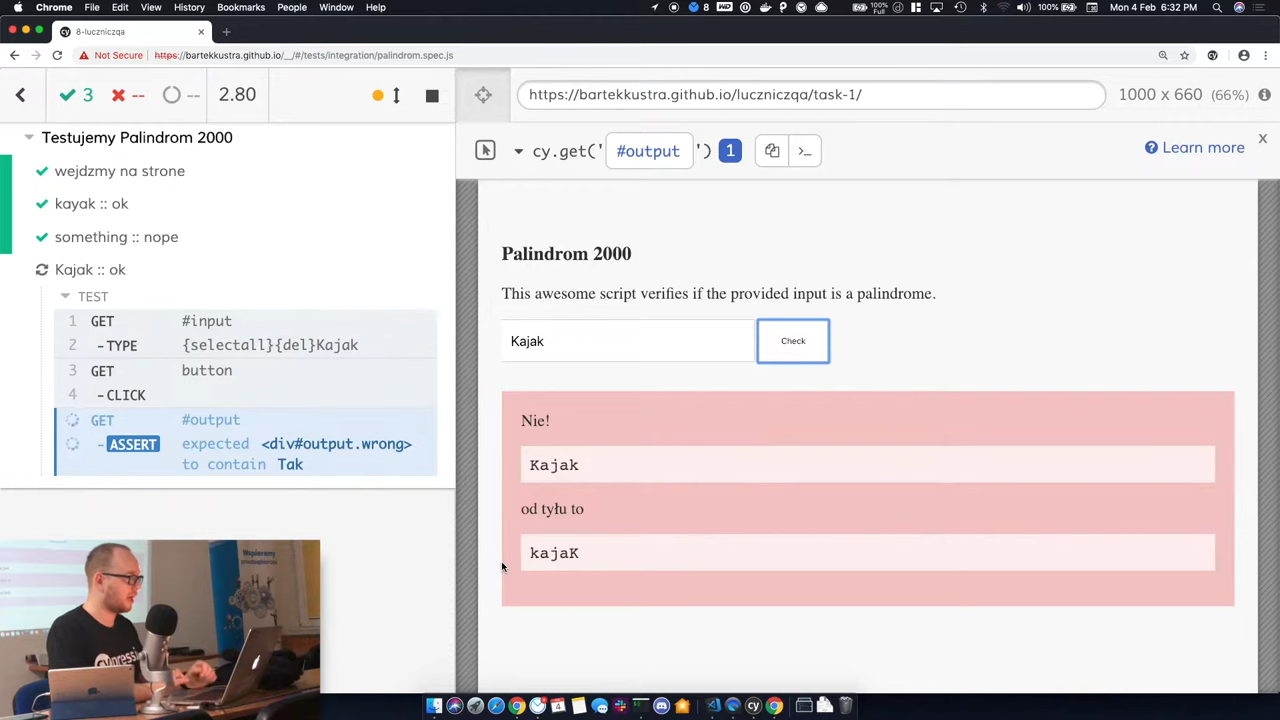 Chrome File Edit View History Bookmarks People Window Help
8 100% 100% Mon 4 Feb 6:32 PM
8-luczniczqa
Not Secure https://bartekkustra.github.io/__/#/tests/integration/palindrom.spec.js
3 -- -- 2.80
https://bartekkustra.github.io/luczniczqa/task-1/ 1000 x 660 (66%)
Testujemy Palindrom 2000
wejdzmy na strone
kayak :: ok
something :: nope
Kajak :: ok
TEST
1 GET #input
2 -TYPE {selectall}{del}Kajak
3 GET button
4 -CLICK
GET #output
-ASSERT expected <div#output.wrong>
to contain Tak
cy.get('#output') 1 Learn more
Palindrom 2000
This awesome script verifies if the provided input is a palindrome.
Kajak Check
Nie!
Kajak
od tyłu to
kajaK